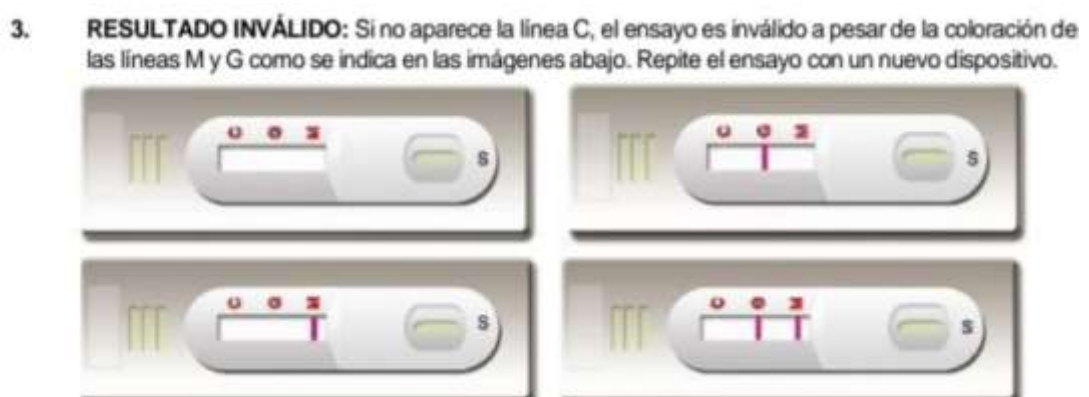 3. RESULTADO INVÁLIDO: Si no aparece la línea C, el ensayo es inválido a pesar de la coloración de
las líneas M y G como se indica en las imágenes abajo. Repite el ensayo con un nuevo dispositivo.
C G M
S
C G M
S
C G M
S
C G M
S